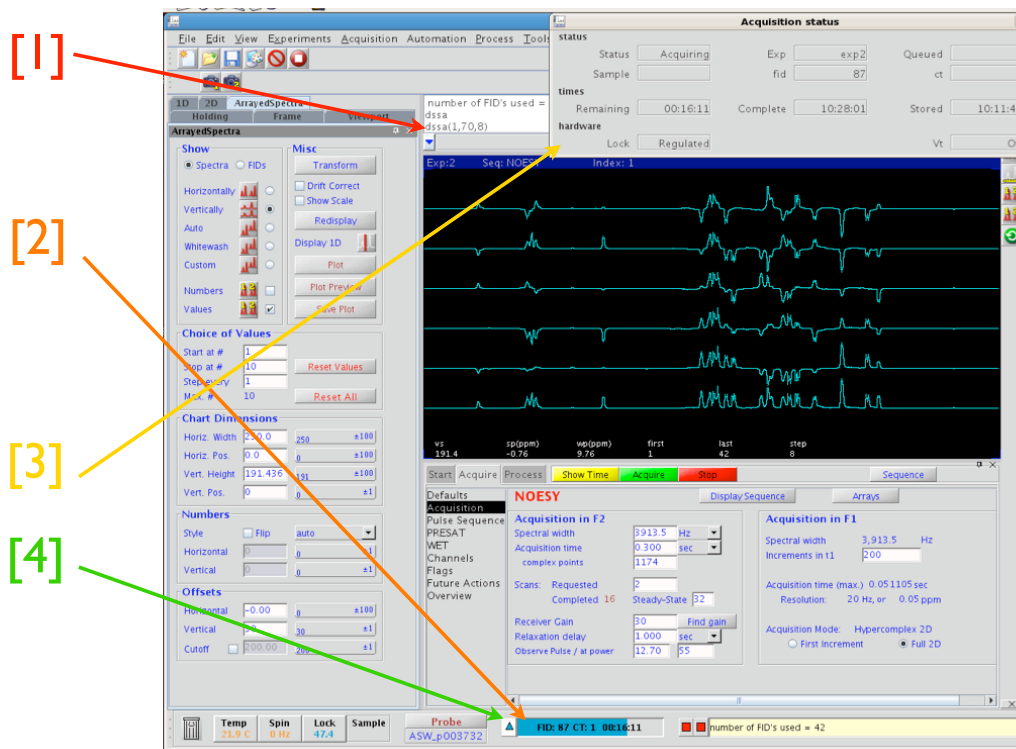 [1]
[2]
[3]
[4]
File Edit View Experiments Acquisition Automation Process Tools
1D 2D ArrayedSpectra
Holding Frame Viewport
ArrayedSpectra
Show
Spectra FIDs
Horizontally
Vertically
Auto
Whitewash
Custom
Numbers
Values
Misc
Transform
Drift Correct
Show Scale
Redisplay
Display 1D
Plot
Plot Preview
Save Plot
Choice of Values
Start at # 1
Stop at # 10 Reset Values
Step every 1
Max. # 10 Reset All
Chart Dimensions
Horiz. Width 250.0 250 ±100
Horiz. Pos. 0.0 0 ±100
Vert. Height 191.436 191 ±100
Vert. Pos. 0 0 ±1
Numbers
Style Flip auto
Horizontal 0 0 ±1
Vertical 0 0 ±1
Offsets
Horizontal -0.00 0 ±100
Vertical 30 30 ±1
Cutoff 200.00 200 ±1
number of FID's used =
dssa
dssa(1,70,8)
Acquisition status
status
Status Acquiring Exp exp2 Queued
Sample fid 87 ct
times
Remaining 00:16:11 Complete 10:28:01 Stored 10:11:4
hardware
Lock Regulated Vt
Exp:2 Seq: NOESY Index: 1
vs sp(ppm) wp(ppm) first last step
191.4 -0.76 9.76 1 42 8
Start Acquire Process Show Time Acquire Stop Sequence
Defaults
Acquisition
Pulse Sequence
PRESAT
WET
Channels
Flags
Future Actions
Overview
NOESY Display Sequence Arrays
Acquisition in F2
Spectral width 3913.5 Hz
Acquisition time 0.300 sec
complex points 1174
Scans: Requested 2
Completed 16 Steady-State 32
Receiver Gain 30 Find gain
Relaxation delay 1.000 sec
Observe Pulse / at power 12.70 55
Acquisition in F1
Spectral width 3,913.5 Hz
Increments in t1 200
Acquisition time (max.) 0.051105 sec
Resolution: 20 Hz, or 0.05 ppm
Acquisition Mode: Hypercomplex 2D
First Increment Full 2D
Temp Spin Lock Sample
21.9 C 0 Hz 47.4
Probe
ASW_p003732
FID: 87 CT: 1 00:16:11
number of FID's used = 42